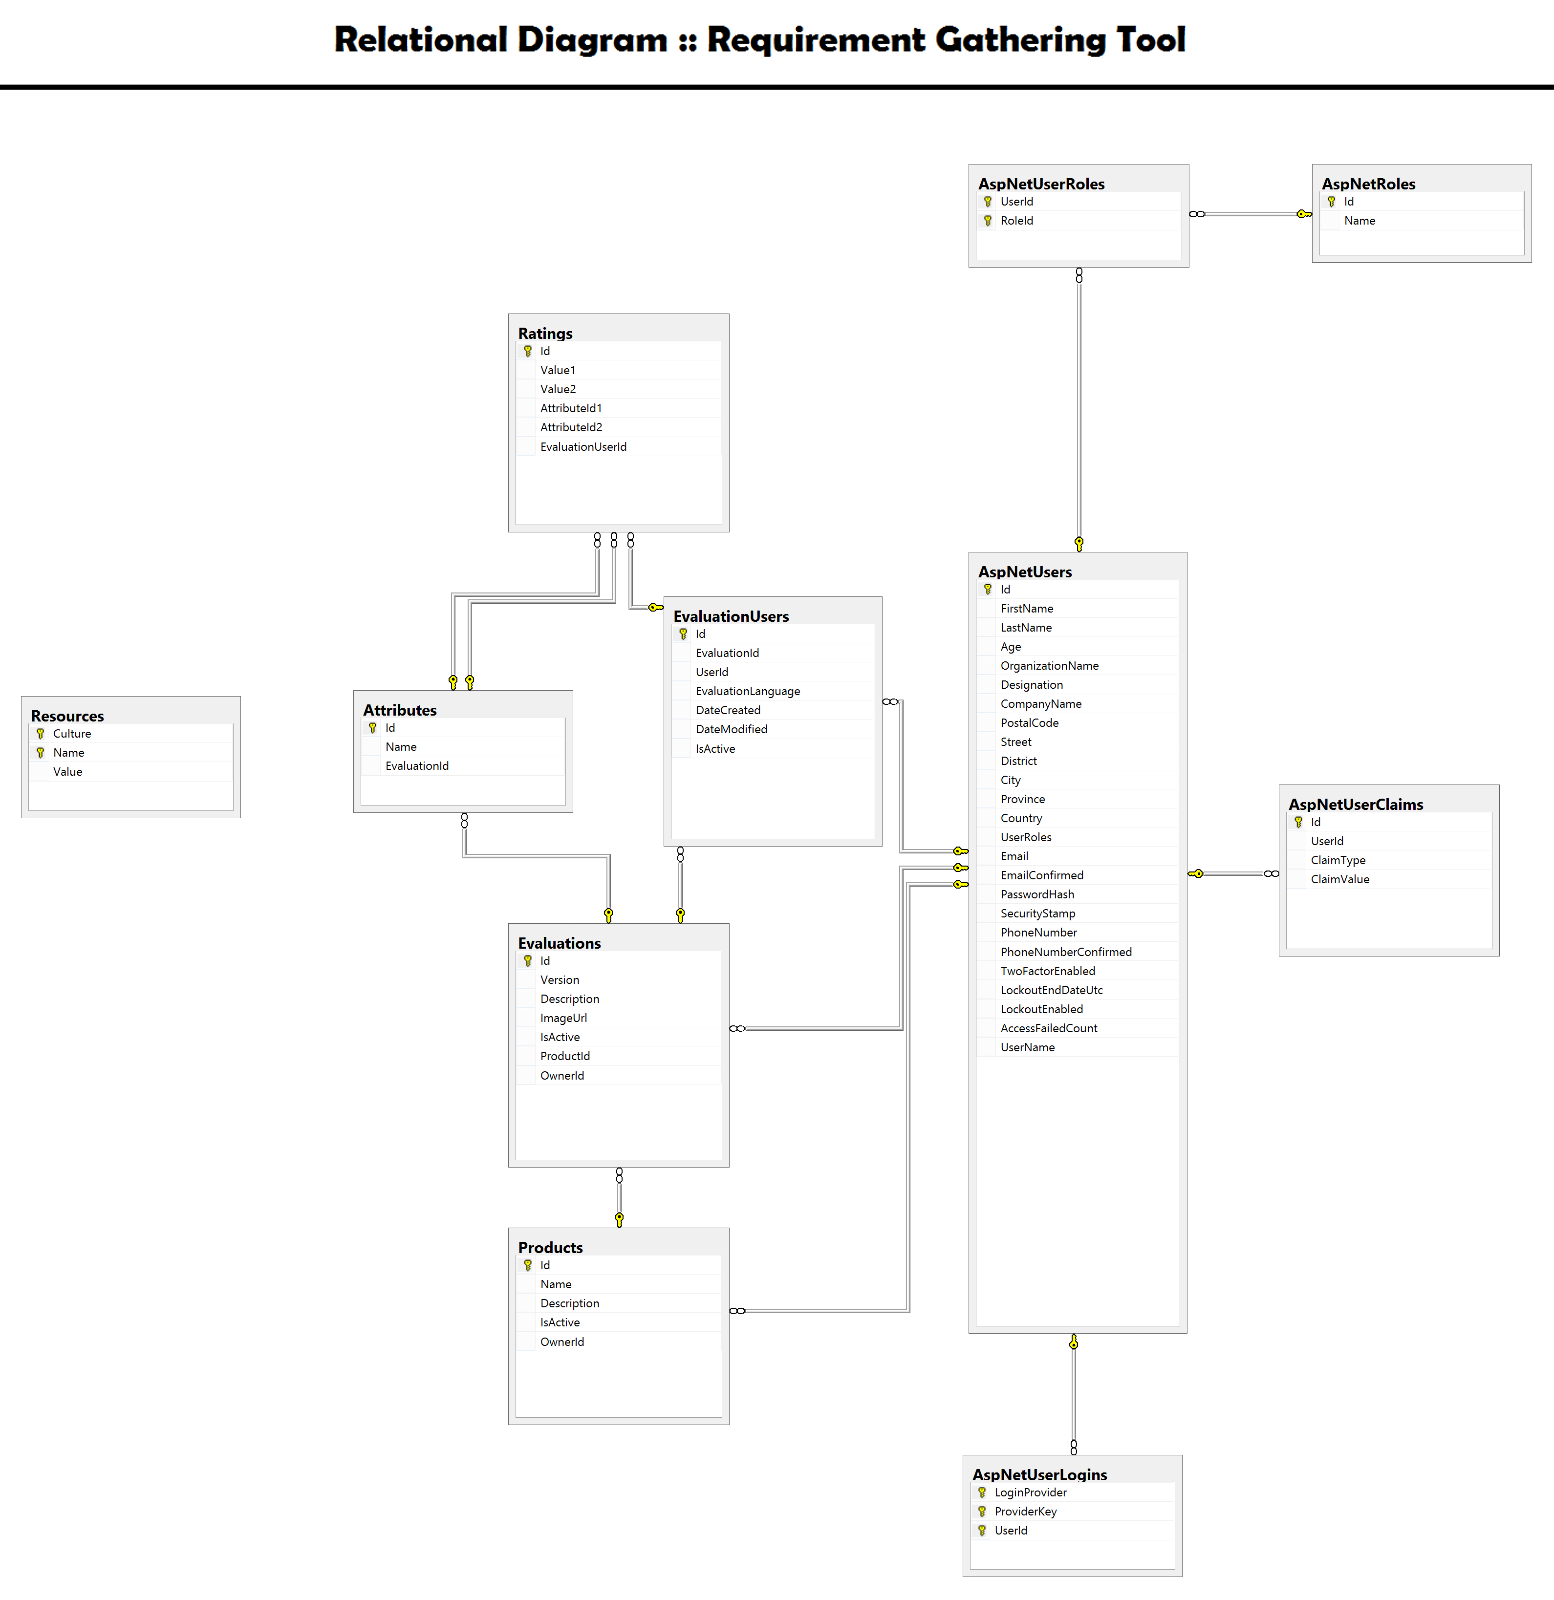 Relational Diagram :: Requirement Gathering Tool
AspNetUserRoles
UserId
RoleId
AspNetRoles
Id
Name
Ratings
Id
Value1
Value2
AttributeId1
AttributeId2
EvaluationUserId
EvaluationUsers
Id
EvaluationId
UserId
EvaluationLanguage
DateCreated
DateModified
IsActive
AspNetUsers
Id
FirstName
LastName
Age
OrganizationName
Designation
CompanyName
PostalCode
Street
District
City
Province
Country
UserRoles
Email
EmailConfirmed
PasswordHash
SecurityStamp
PhoneNumber
PhoneNumberConfirmed
TwoFactorEnabled
LockoutEndDateUtc
LockoutEnabled
AccessFailedCount
UserName
Resources
Culture
Name
Value
Attributes
Id
Name
EvaluationId
AspNetUserClaims
Id
UserId
ClaimType
ClaimValue
Evaluations
Id
Version
Description
ImageUrl
IsActive
ProductId
OwnerId
Products
Id
Name
Description
IsActive
OwnerId
AspNetUserLogins
LoginProvider
ProviderKey
UserId